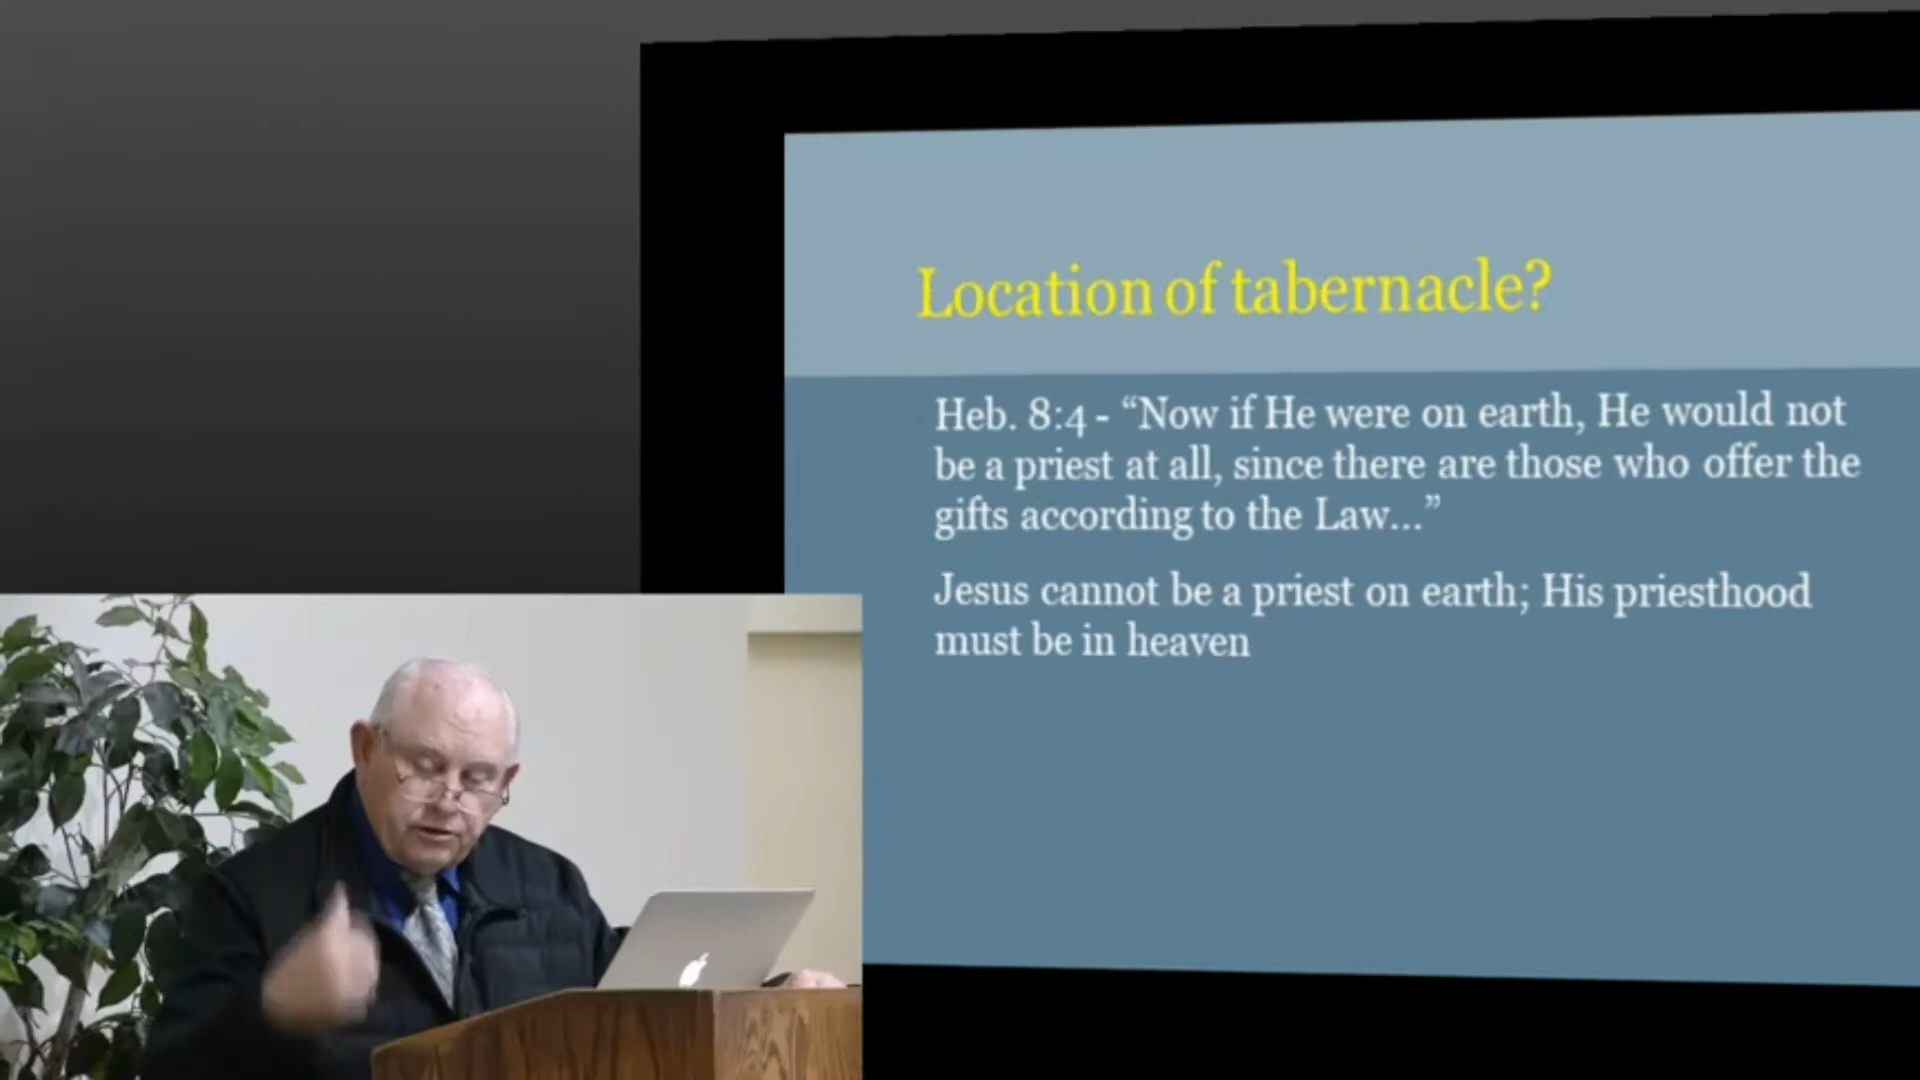 Location of tabernacle?
Heb. 8:4 - “Now if He were on earth, He would not
be a priest at all, since there are those who offer the
gifts according to the Law...”
Jesus cannot be a priest on earth; His priesthood
must be in heaven